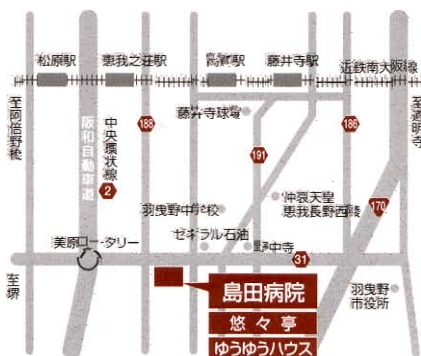 松原駅
恵我之荘駅
高鷲駅
藤井寺駅
近鉄南大阪線
至阿倍野橋
阪和自動車道
中央環状線
2
188
藤井寺球場
191
186
至道明寺
羽曳野中学校
仲哀天皇
恵我長野西陵
170
ゼネラル石油
野中寺
美原ロータリー
31
至堺
島田病院
悠々亭
ゆうゆうハウス
羽曳野
市役所